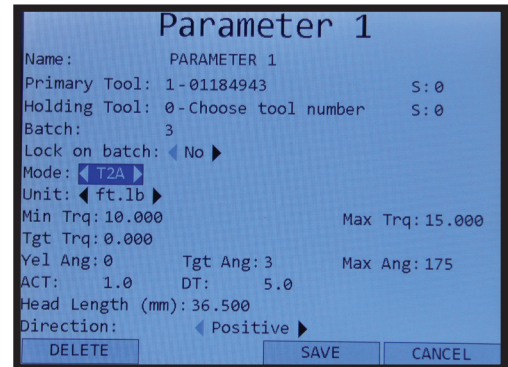 Parameter 1
Name: PARAMETER 1
Primary Tool: 1-01184943 S:0
Holding Tool: 0-Choose tool number S:0
Batch: 3
Lock on batch: No
Mode: T2A
Unit: ft.lb
Min Trq:10.000 Max Trq:15.000
Tgt Trq:0.000
Yel Ang:0 Tgt Ang:3 Max Ang:175
ACT: 1.0 DT: 5.0
Head Length (mm):36.500
Direction: Positive
DELETE SAVE CANCEL